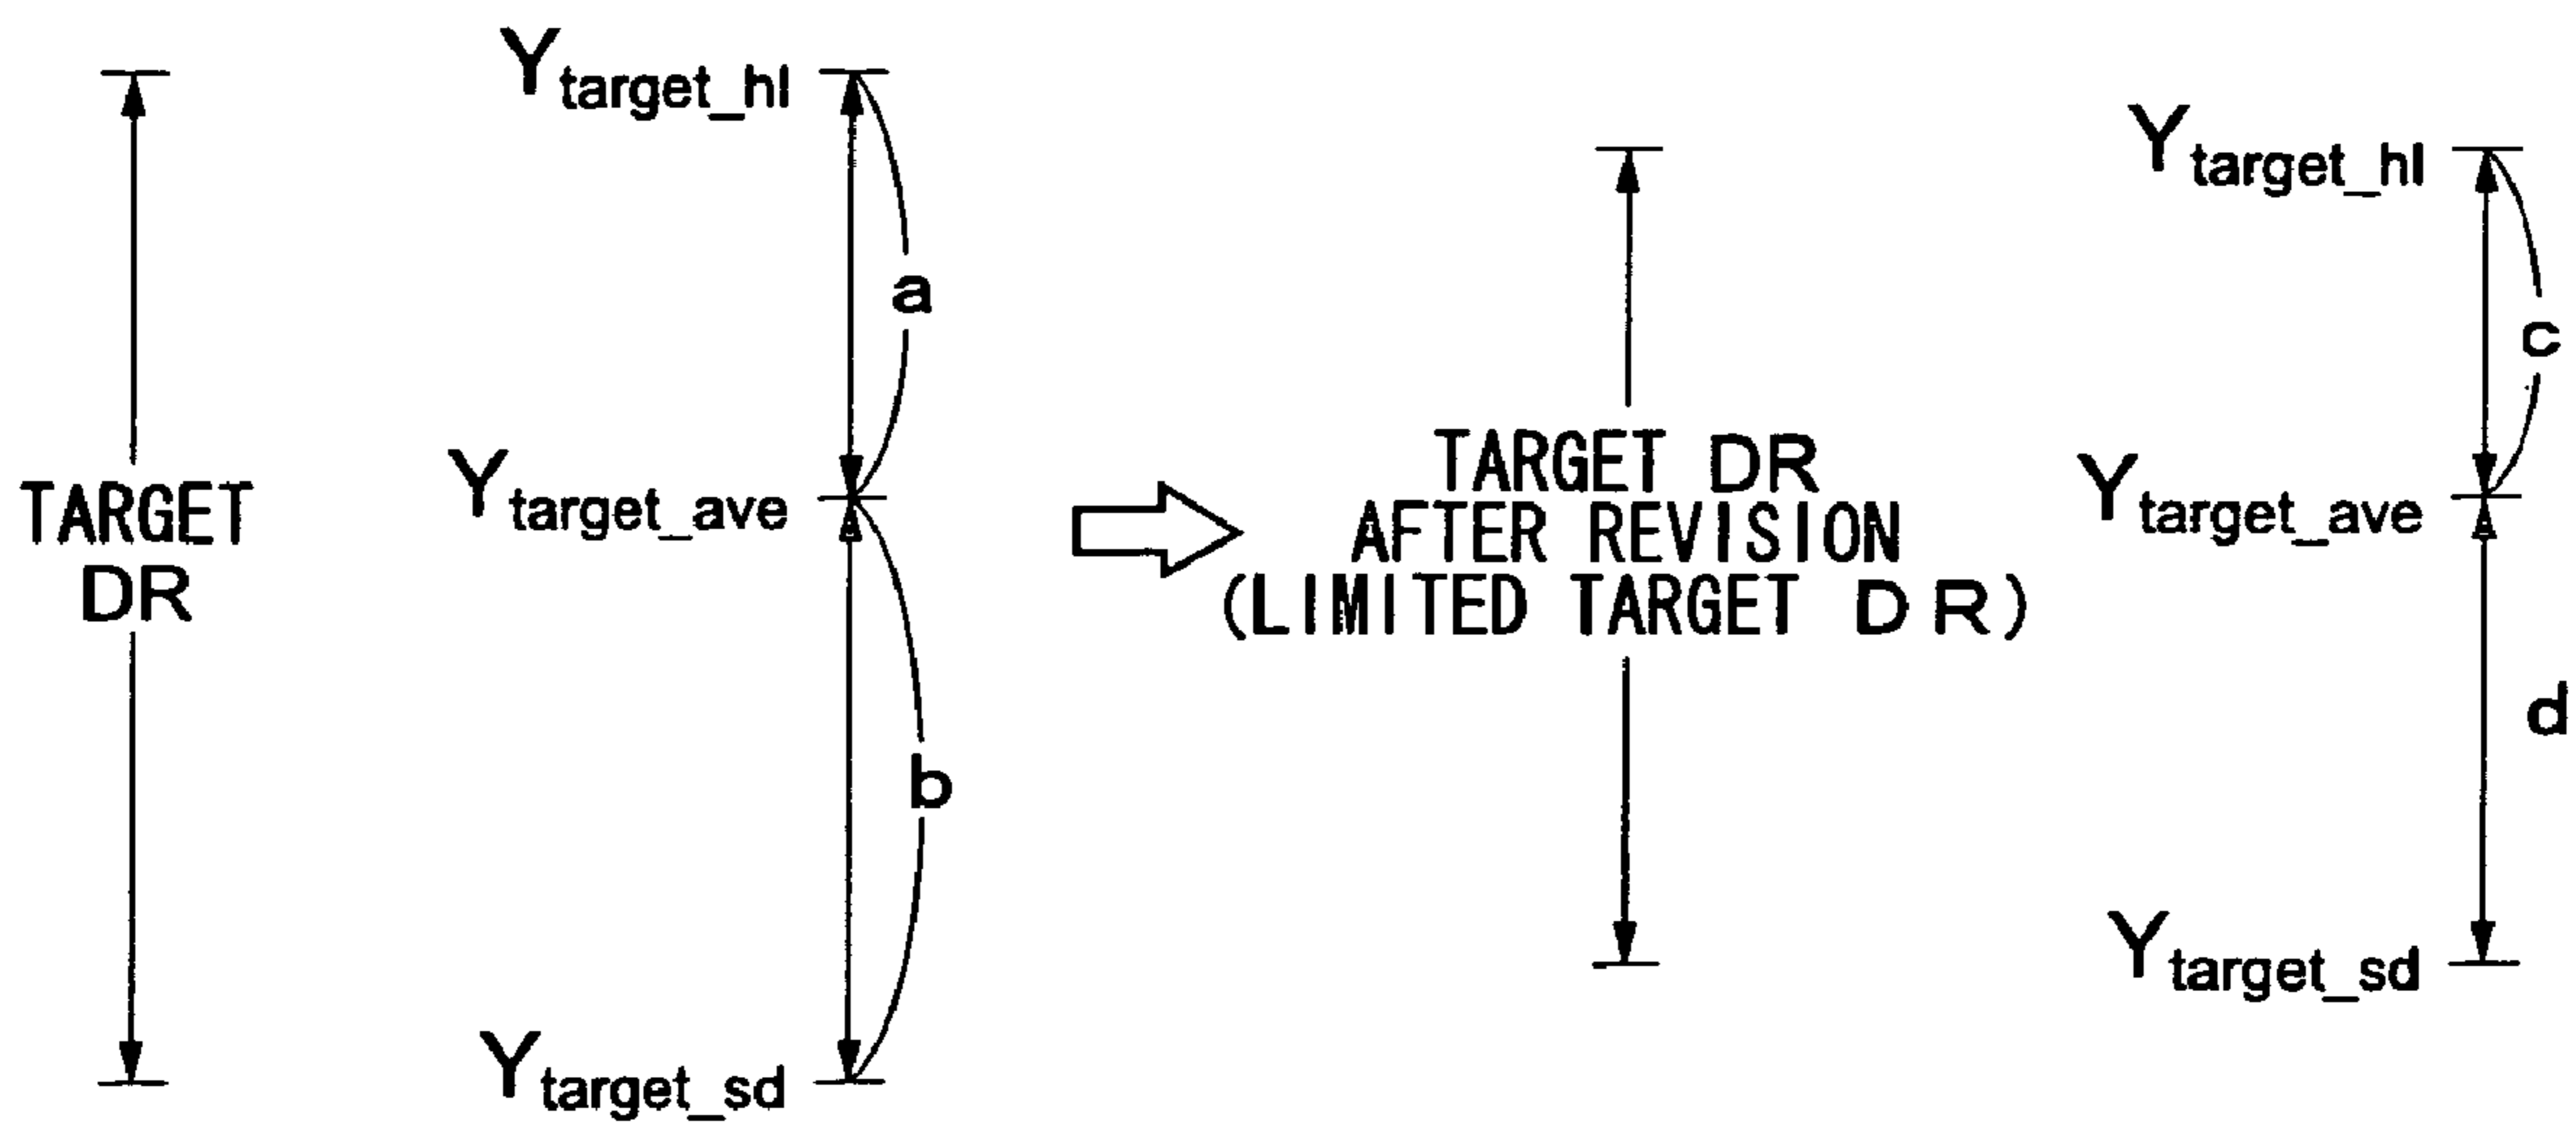 TARGET
DR
Ytarget_hl
a
Ytarget_ave
b
Ytarget_sd
TARGET DR
AFTER REVISION
(LIMITED TARGET DR)
Ytarget_hl
c
Ytarget_ave
d
Ytarget_sd